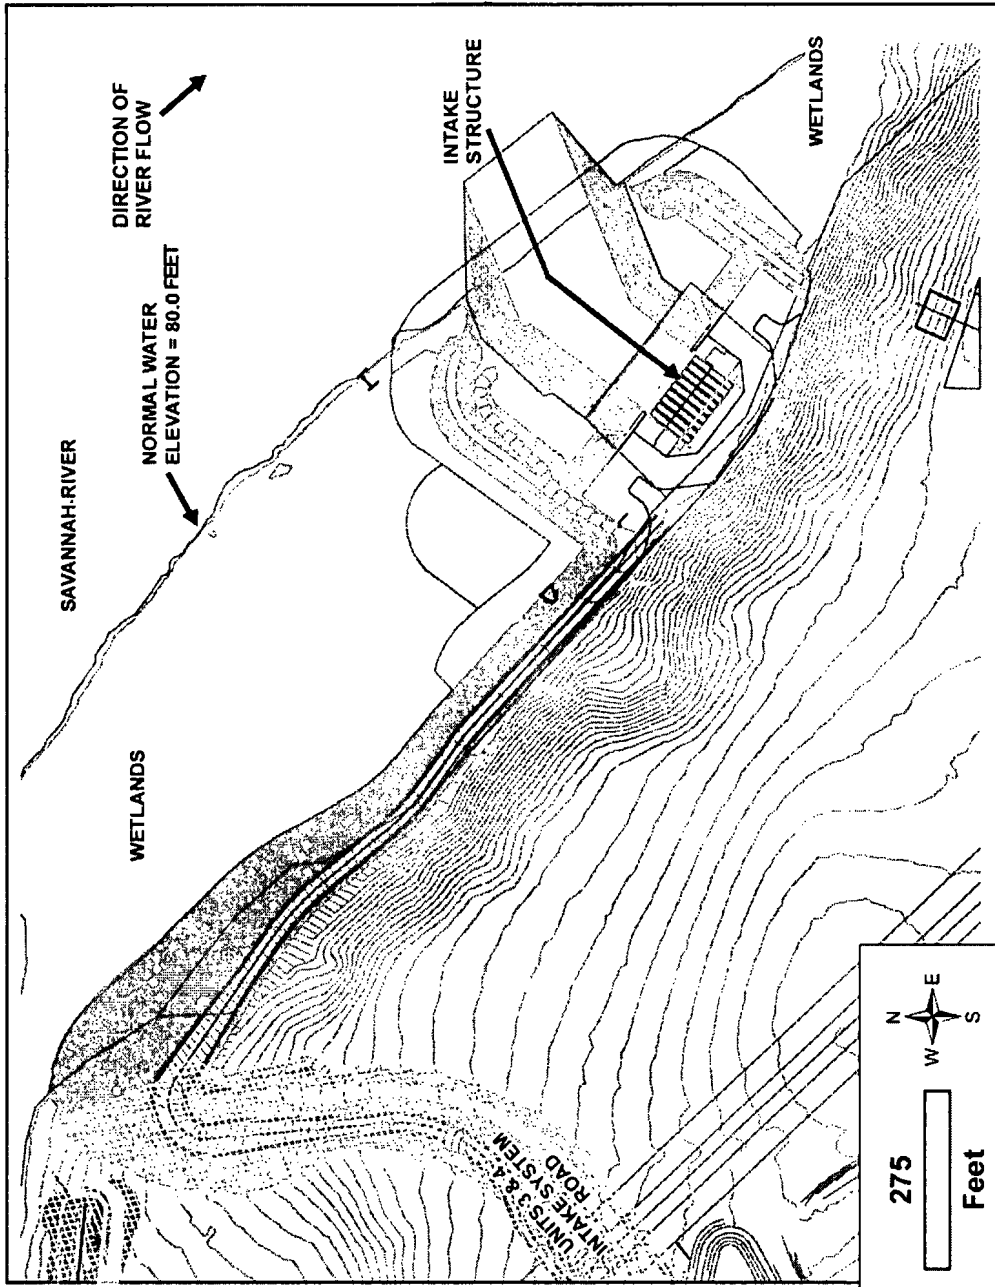 SAVANNAH RIVER
WETLANDS
NORMAL WATER
ELEVATION = 80.0 FEET
DIRECTION OF
RIVER FLOW
INTAKE
STRUCTURE
WETLANDS
UNITS 3 & 4
INTAKE SYSTEM
ROAD
275
Feet
N
W
E
S